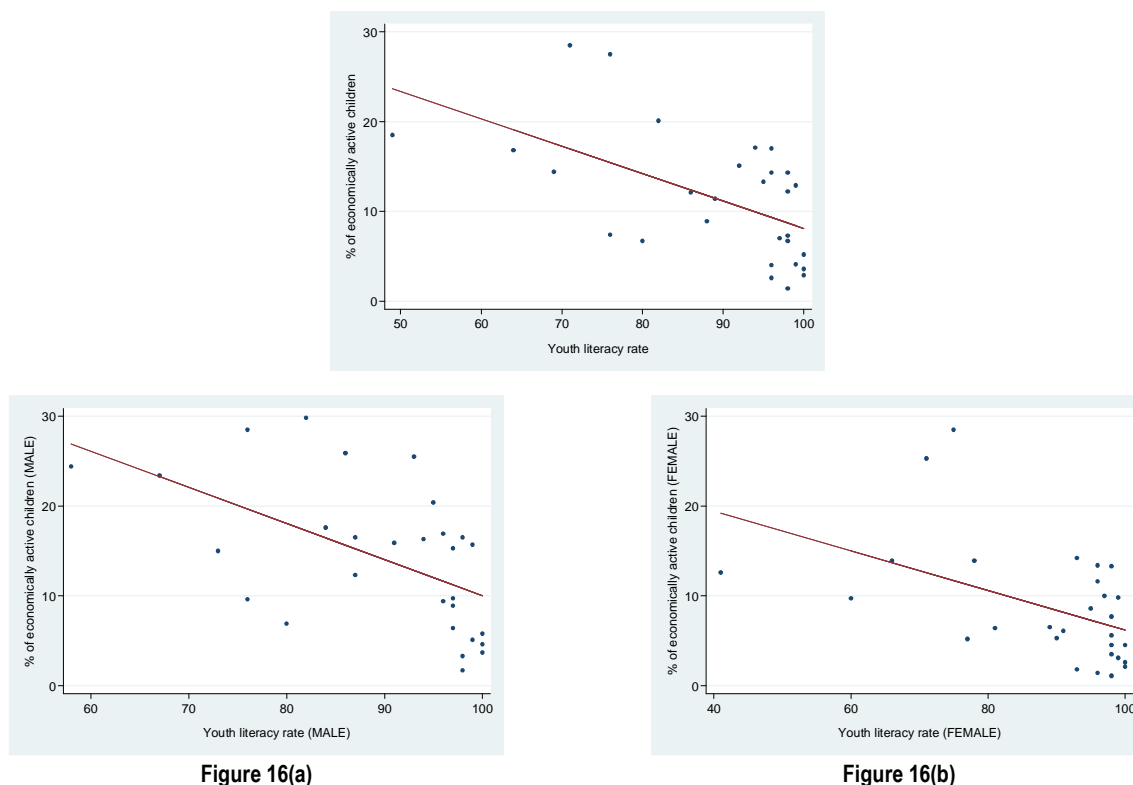 30
20
10
0
% of economically active children
50 60 70 80 90 100
Youth literacy rate
30
20
10
0
% of economically active children (MALE)
60 70 80 90 100
Youth literacy rate (MALE)
Figure 16(a)
30
20
10
0
% of economically active children (FEMALE)
40 60 80 100
Youth literacy rate (FEMALE)
Figure 16(b)